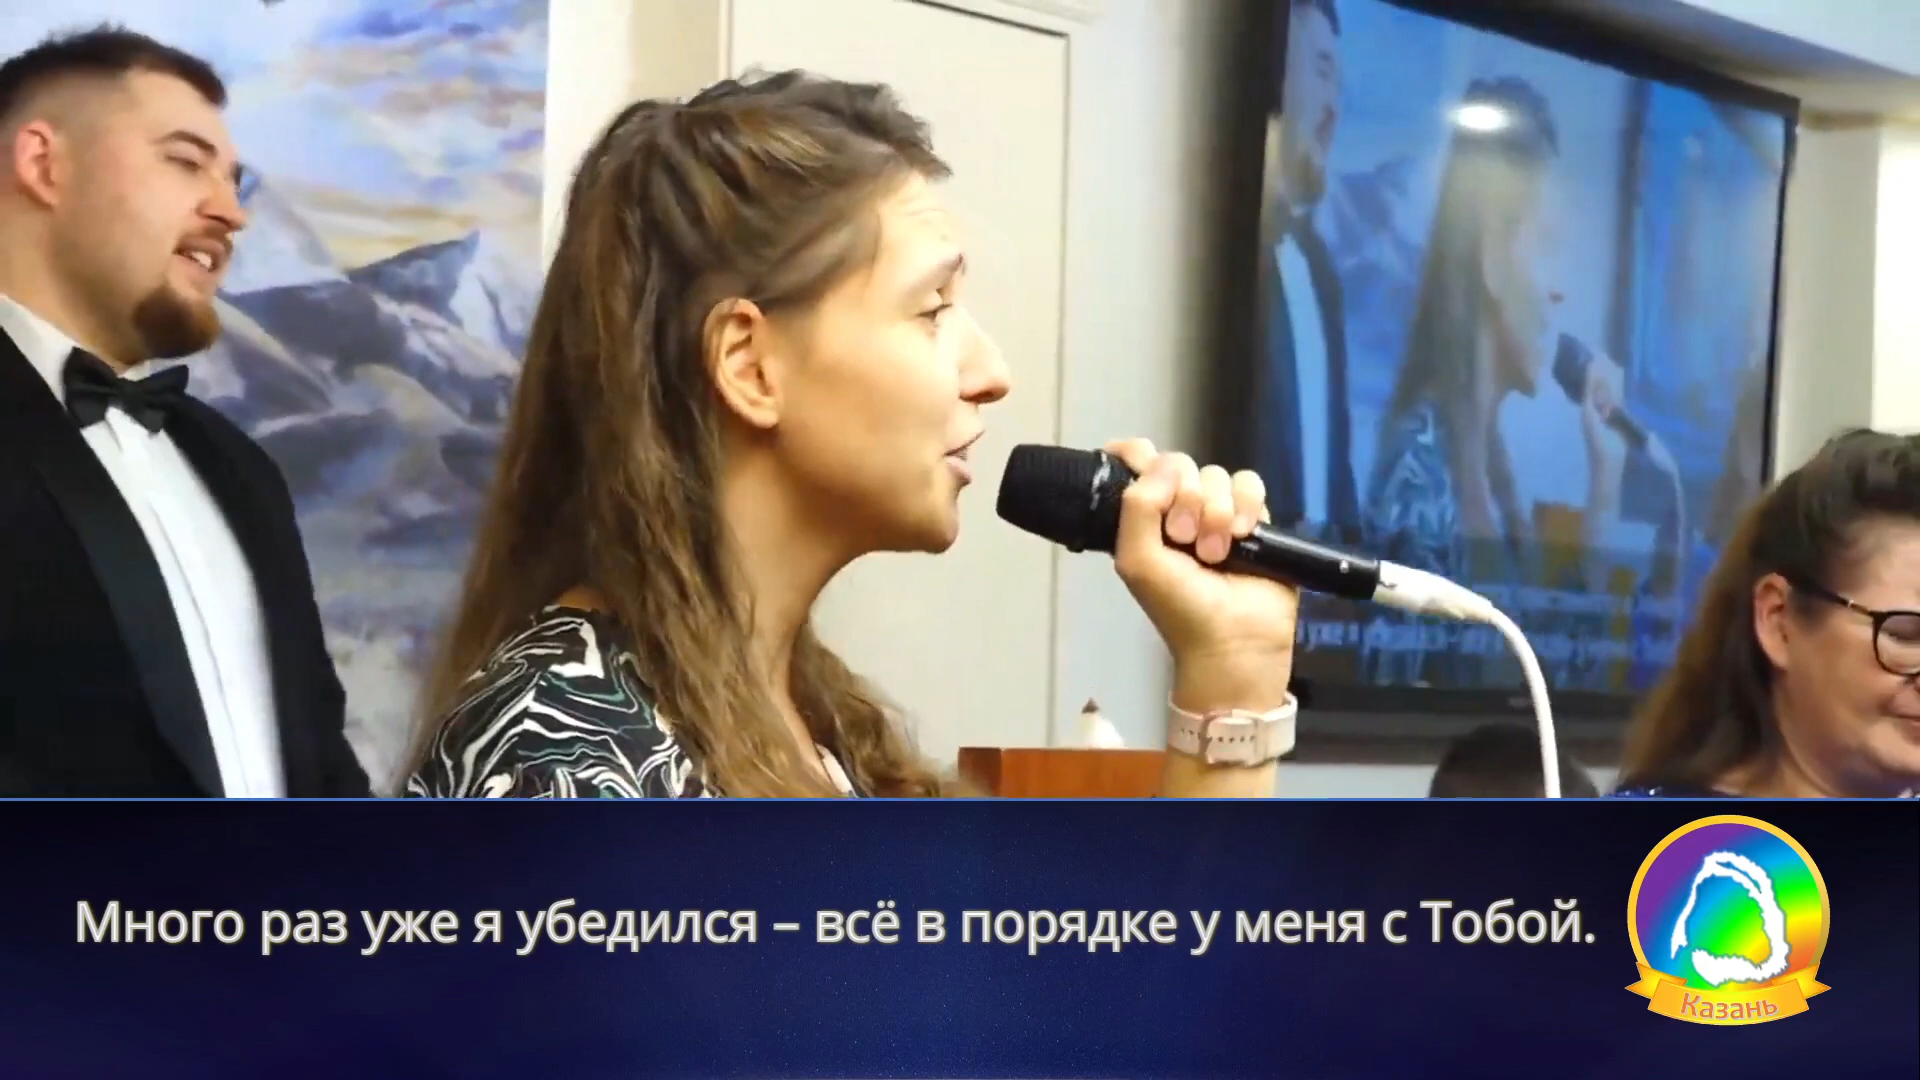 Много раз уже я убедился – всё в порядке у меня с Тобой.
Казань